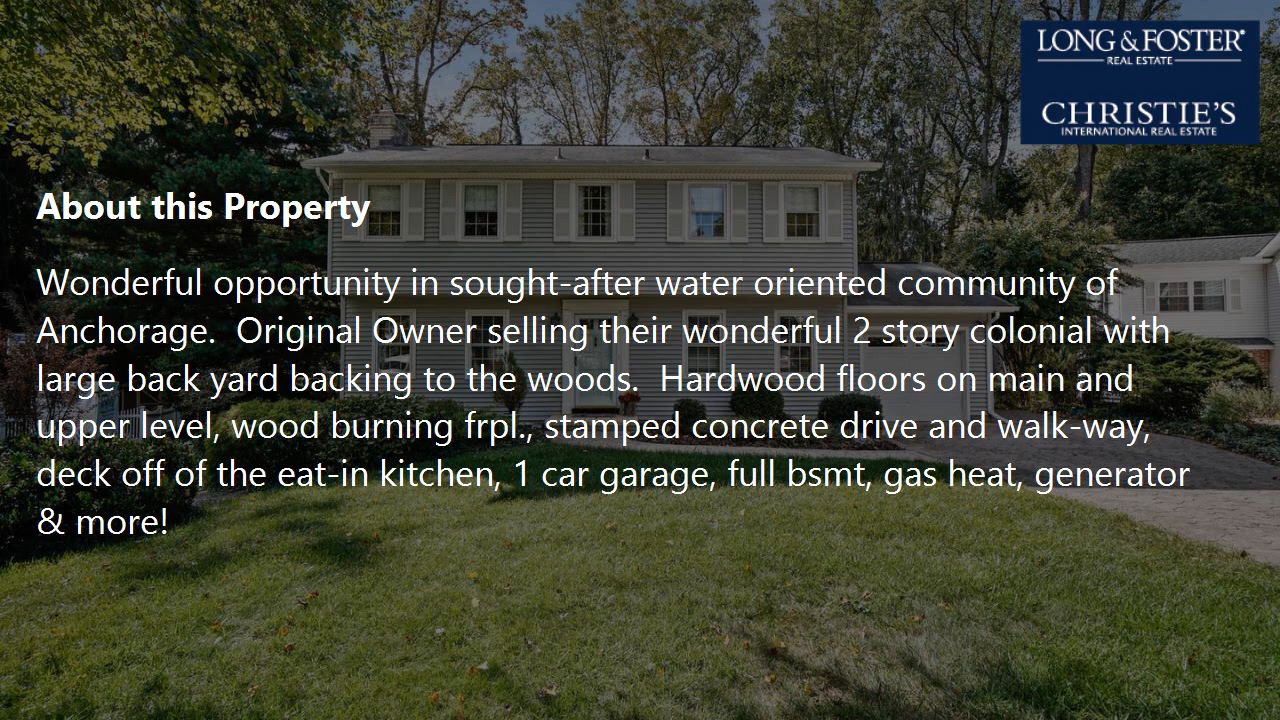 LONG & FOSTER®
REAL ESTATE
CHRISTIE'S
INTERNATIONAL REAL ESTATE
About this Property
Wonderful opportunity in sought-after water oriented community of
Anchorage.  Original Owner selling their wonderful 2 story colonial with
large back yard backing to the woods.  Hardwood floors on main and
upper level, wood burning frpl., stamped concrete drive and walk-way,
deck off of the eat-in kitchen, 1 car garage, full bsmt, gas heat, generator
& more!